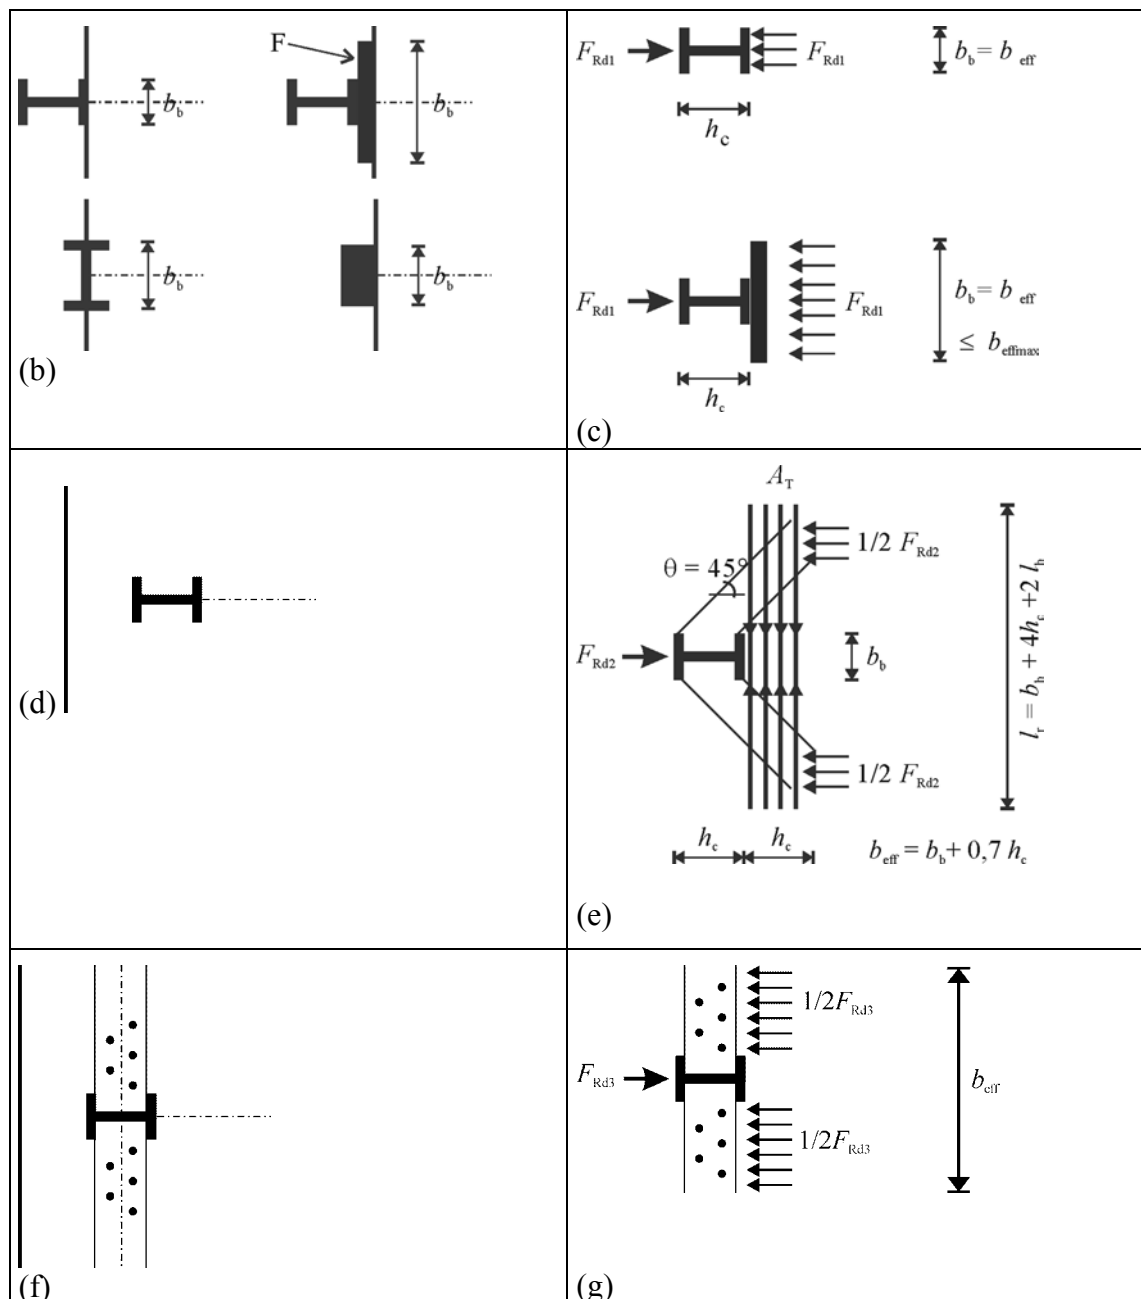 F
b_b
b_b
b_b
b_b
(b)
F_Rd1
F_Rd1
b_b = b_eff
h_c
F_Rd1
F_Rd1
b_b = b_eff
≤ b_effmax
h_c
(c)
(d)
A_T
1/2 F_Rd2
θ = 45°
F_Rd2
b_b
l_r = b_b + 4h_c + 2 l_b
1/2 F_Rd2
h_c
h_c
b_eff = b_b + 0,7 h_c
(e)
(f)
1/2F_Rd3
F_Rd3
b_eff
1/2F_Rd3
(g)